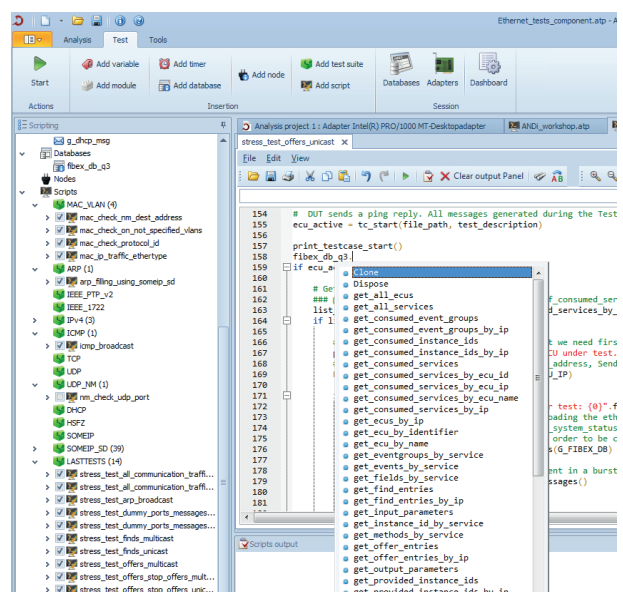 Ethernet_tests_component.atp - A
Analysis
Test
Tools
Start
Add variable
Add module
Add timer
Add database
Add node
Add test suite
Add script
Databases
Adapters
Dashboard
Actions
Insertion
Session
Scripting
g_dhcp_msg
Databases
fibex_db_q3
Nodes
Scripts
MAC_VLAN (4)
mac_check_nm_dest_address
mac_check_on_not_specified_vlans
mac_check_protocol_id
mac_ip_traffic_ethertype
ARP (1)
arp_filling_using_someip_sd
IEEE_PTP_v2
IEEE_1722
IPv4 (3)
ICMP (1)
icmp_broadcast
TCP
UDP
UDP_NM (1)
nm_check_udp_port
DHCP
HSFZ
SOMEIP
SOMEIP_SD (39)
LASTTESTS (14)
stress_test_all_communication_traffi...
stress_test_all_communication_traffi...
stress_test_arp_broadcast
stress_test_dummy_ports_messages...
stress_test_dummy_ports_messages...
stress_test_finds_multicast
stress_test_finds_unicast
stress_test_offers_multicast
stress_test_offers_stop_offers_mult...
stress_test_offers_stop_offers_unic...
Analysis project 1 : Adapter Intel(R) PRO/1000 MT-Desktopadapter
ANDi_workshop.atp
stress_test_offers_unicast
File Edit View
Clear output Panel
154 # DUT sends a ping reply. All messages generated during the Test
155 ecu_active = tc_start(file_path, test_description)
156
157 print_testcase_start()
158 fibex_db_q3.
159 if ecu_a
160
161 # Ge
162 ### f_consumed_ser
163 list_ d_services_by_
164 if li
165
166 t we need first
167 CU under test.
168 _address, Send
169 U_IP)
170
171
172 r test: {0}".f
173 oading the eth
174 _system_status
175 order to be c
176 s(G_FIBEX_DB)
177
178 ent in a burst
179 ssages()
180
181
Clone
Dispose
get_all_ecus
get_all_services
get_consumed_event_groups
get_consumed_event_groups_by_ip
get_consumed_instance_ids
get_consumed_instance_ids_by_ip
get_consumed_services
get_consumed_services_by_ecu_id
get_consumed_services_by_ecu_ip
get_consumed_services_by_ecu_name
get_consumed_services_by_ip
get_ecus_by_ip
get_ecu_by_identifier
get_ecu_by_name
get_eventgroups_by_service
get_events_by_service
get_fields_by_service
get_find_entries
get_find_entries_by_ip
get_input_parameters
get_instance_id_by_service
get_methods_by_service
get_offer_entries
get_offer_entries_by_ip
get_output_parameters
get_provided_instance_ids
get_provided_instance_ids_by_ip
Scripts output